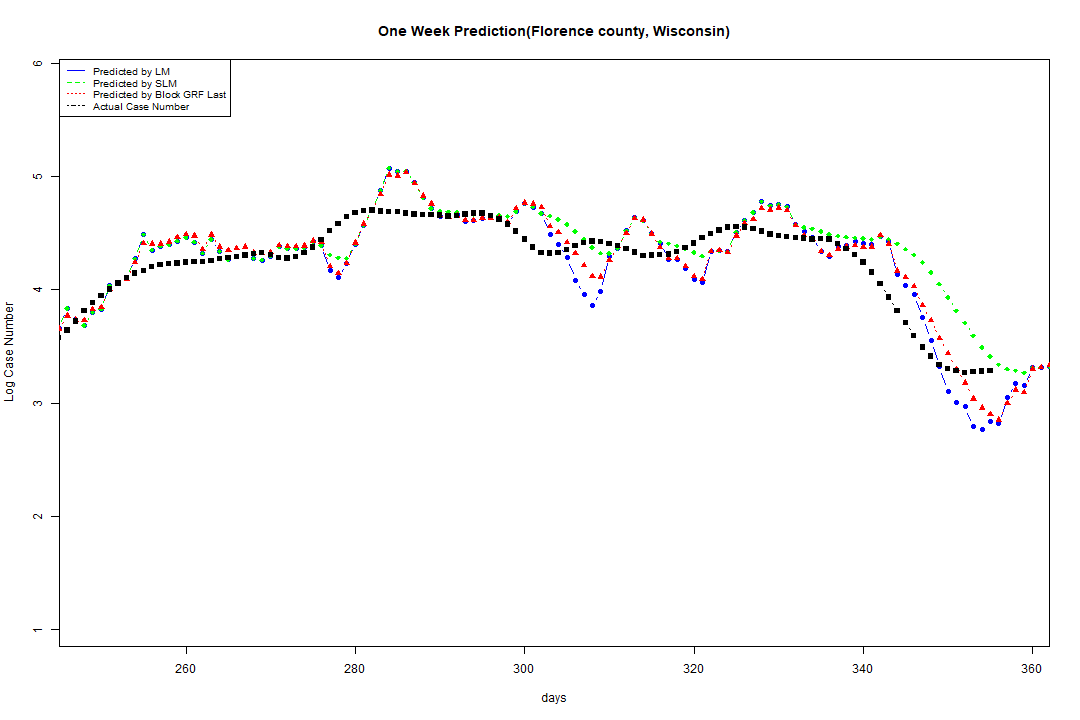 One Week Prediction(Florence county, Wisconsin)
Predicted by LM
Predicted by SLM
Predicted by Block GRF Last
Actual Case Number
6
5
4
3
2
1
Log Case Number
260
280
300
320
340
360
days